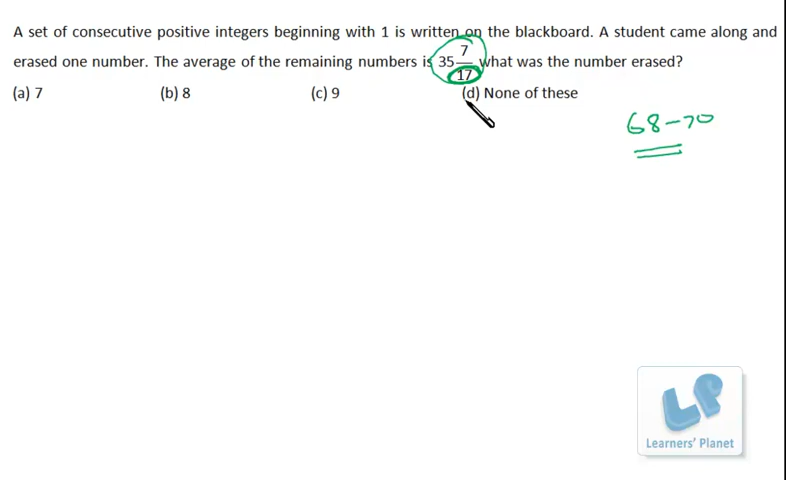 A set of consecutive positive integers beginning with 1 is written on the blackboard. A student came along and
erased one number. The average of the remaining numbers is 35 7/17 what was the number erased?
(a) 7 (b) 8 (c) 9 (d) None of these
68-70
LP
Learners' Planet